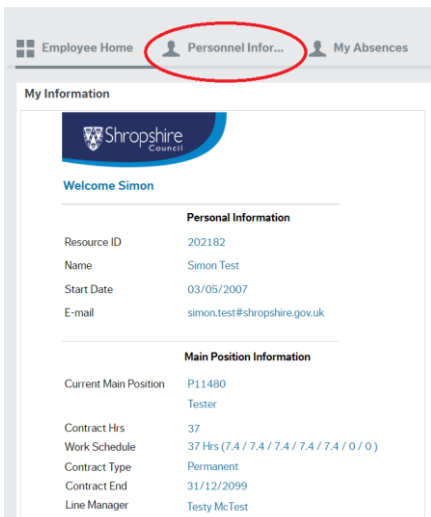 Employee Home Personnel Infor... My Absences
My Information
Shropshire
Council
Welcome Simon
Personal Information
Resource ID 202182
Name Simon Test
Start Date 03/05/2007
E-mail simon.test#shropshire.gov.uk
Main Position Information
Current Main Position P11480
Tester
Contract Hrs 37
Work Schedule 37 Hrs (7.4 / 7.4 / 7.4 / 7.4 / 7.4 / 0 / 0 )
Contract Type Permanent
Contract End 31/12/2099
Line Manager Testy McTest